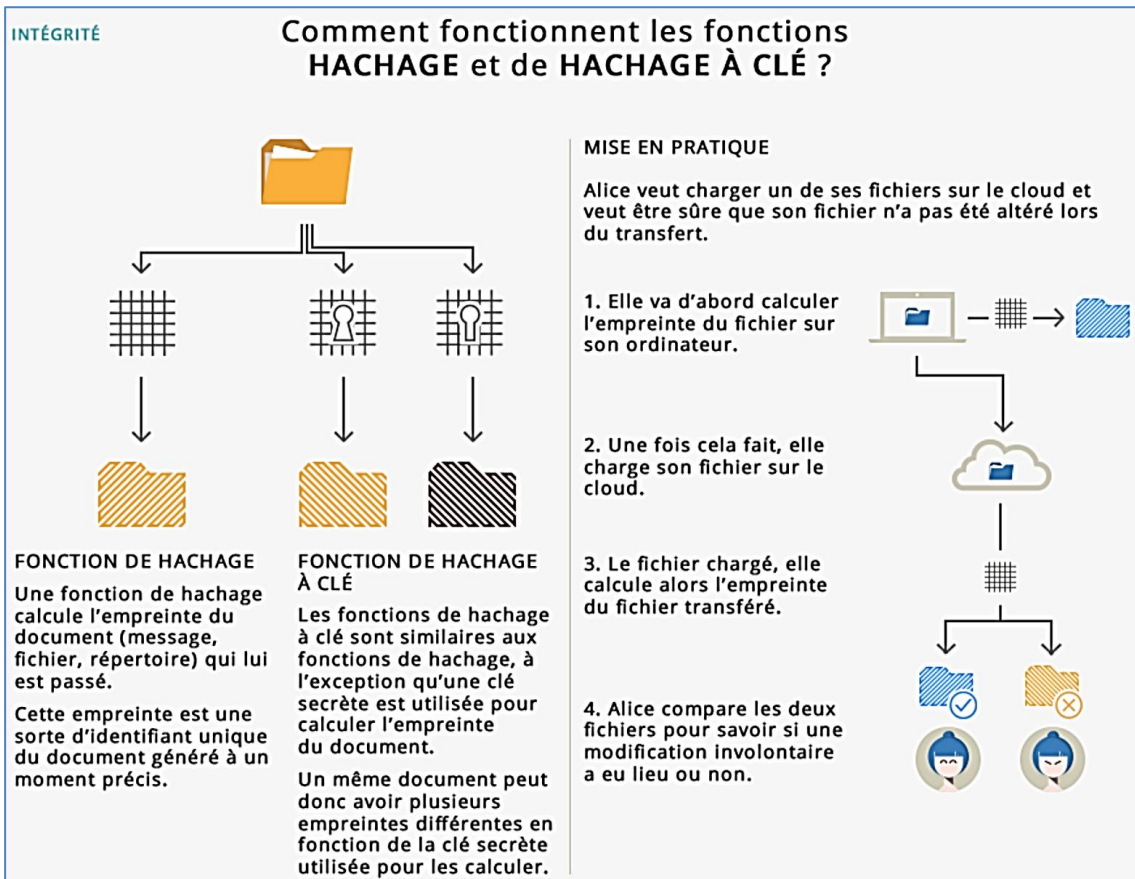 INTÉGRITÉ
Comment fonctionnent les fonctions
HACHAGE et de HACHAGE À CLÉ ?
FONCTION DE HACHAGE
Une fonction de hachage
calcule l'empreinte du
document (message,
fichier, répertoire) qui lui
est passé.
Cette empreinte est une
sorte d'identifiant unique
du document généré à un
moment précis.
FONCTION DE HACHAGE
À CLÉ
Les fonctions de hachage
à clé sont similaires aux
fonctions de hachage, à
l'exception qu'une clé
secrète est utilisée pour
calculer l'empreinte
du document.
Un même document peut
donc avoir plusieurs
empreintes différentes en
fonction de la clé secrète
utilisée pour les calculer.
MISE EN PRATIQUE
Alice veut charger un de ses fichiers sur le cloud et
veut être sûre que son fichier n'a pas été altéré lors
du transfert.
1. Elle va d'abord calculer
l'empreinte du fichier sur
son ordinateur.
2. Une fois cela fait, elle
charge son fichier sur le
cloud.
3. Le fichier chargé, elle
calcule alors l'empreinte
du fichier transféré.
4. Alice compare les deux
fichiers pour savoir si une
modification involontaire
a eu lieu ou non.